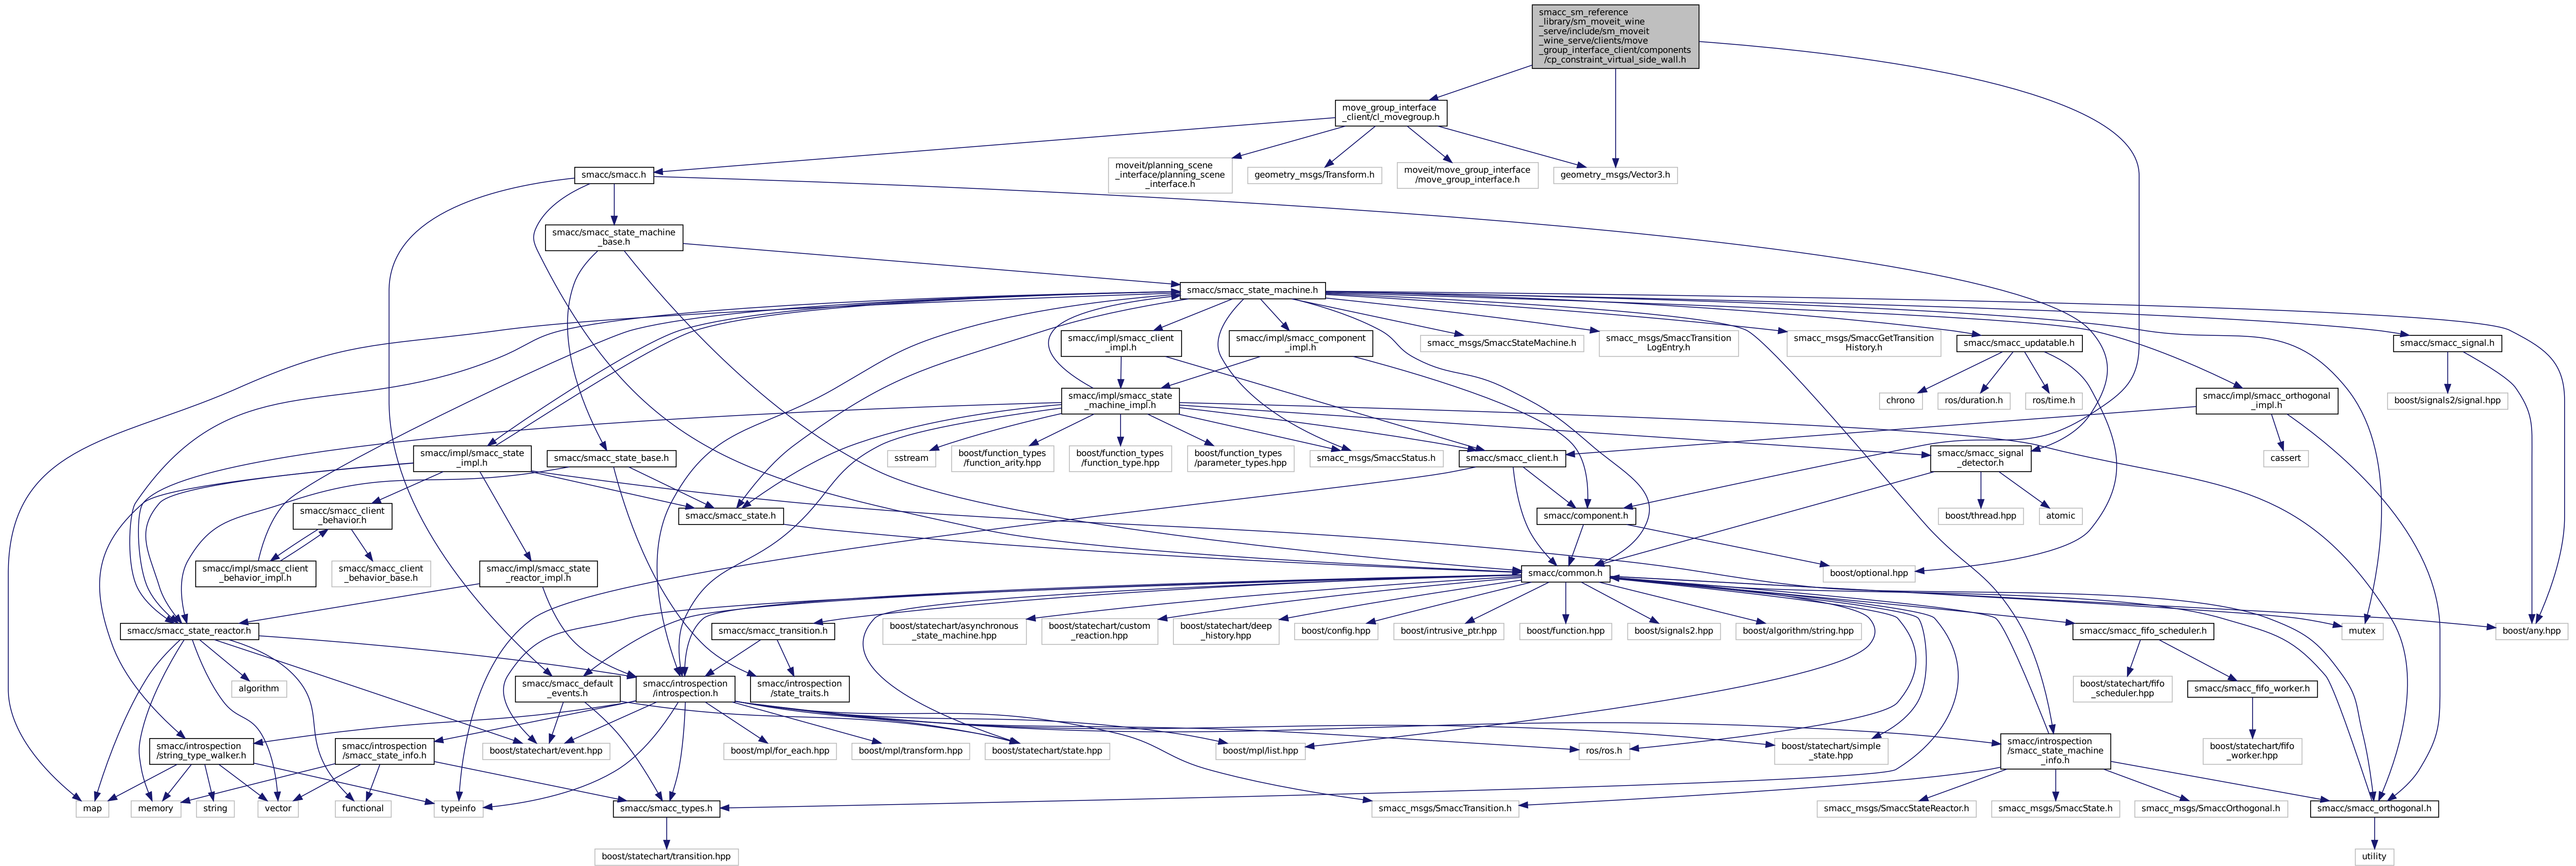 smacc_sm_reference
_library/sm_moveit_wine
_serve/include/sm_moveit
_wine_serve/clients/move
_group_interface_client/components
/cp_constraint_virtual_side_wall.h
move_group_interface
_client/cl_movegroup.h
smacc/smacc.h
moveit/planning_scene
_interface/planning_scene
_interface.h
geometry_msgs/Transform.h
moveit/move_group_interface
/move_group_interface.h
geometry_msgs/Vector3.h
smacc/smacc_state_machine
_base.h
smacc/smacc_state_machine.h
smacc/impl/smacc_client
_impl.h
smacc/impl/smacc_component
_impl.h
smacc_msgs/SmaccStateMachine.h
smacc_msgs/SmaccTransition
LogEntry.h
smacc_msgs/SmaccGetTransition
History.h
smacc/smacc_updatable.h
smacc/smacc_signal.h
smacc/impl/smacc_state
_machine_impl.h
chrono
ros/duration.h
ros/time.h
smacc/impl/smacc_orthogonal
_impl.h
boost/signals2/signal.hpp
smacc/impl/smacc_state
_impl.h
smacc/smacc_state_base.h
sstream
boost/function_types
/function_arity.hpp
boost/function_types
/function_type.hpp
boost/function_types
/parameter_types.hpp
smacc_msgs/SmaccStatus.h
smacc/smacc_client.h
smacc/smacc_signal
_detector.h
cassert
smacc/smacc_client
_behavior.h
smacc/smacc_state.h
smacc/component.h
boost/thread.hpp
atomic
smacc/impl/smacc_client
_behavior_impl.h
smacc/smacc_client
_behavior_base.h
smacc/impl/smacc_state
_reactor_impl.h
smacc/common.h
boost/optional.hpp
smacc/smacc_state_reactor.h
smacc/smacc_transition.h
boost/statechart/asynchronous
_state_machine.hpp
boost/statechart/custom
_reaction.hpp
boost/statechart/deep
_history.hpp
boost/config.hpp
boost/intrusive_ptr.hpp
boost/function.hpp
boost/signals2.hpp
boost/algorithm/string.hpp
smacc/smacc_fifo_scheduler.h
mutex
boost/any.hpp
algorithm
smacc/smacc_default
_events.h
smacc/introspection
/introspection.h
smacc/introspection
/state_traits.h
boost/statechart/fifo
_scheduler.hpp
smacc/smacc_fifo_worker.h
smacc/introspection
/string_type_walker.h
smacc/introspection
/smacc_state_info.h
boost/statechart/event.hpp
boost/mpl/for_each.hpp
boost/mpl/transform.hpp
boost/statechart/state.hpp
boost/mpl/list.hpp
ros/ros.h
boost/statechart/simple
_state.hpp
smacc/introspection
/smacc_state_machine
_info.h
boost/statechart/fifo
_worker.hpp
map
memory
string
vector
functional
typeinfo
smacc/smacc_types.h
smacc_msgs/SmaccTransition.h
smacc_msgs/SmaccStateReactor.h
smacc_msgs/SmaccState.h
smacc_msgs/SmaccOrthogonal.h
smacc/smacc_orthogonal.h
boost/statechart/transition.hpp
utility